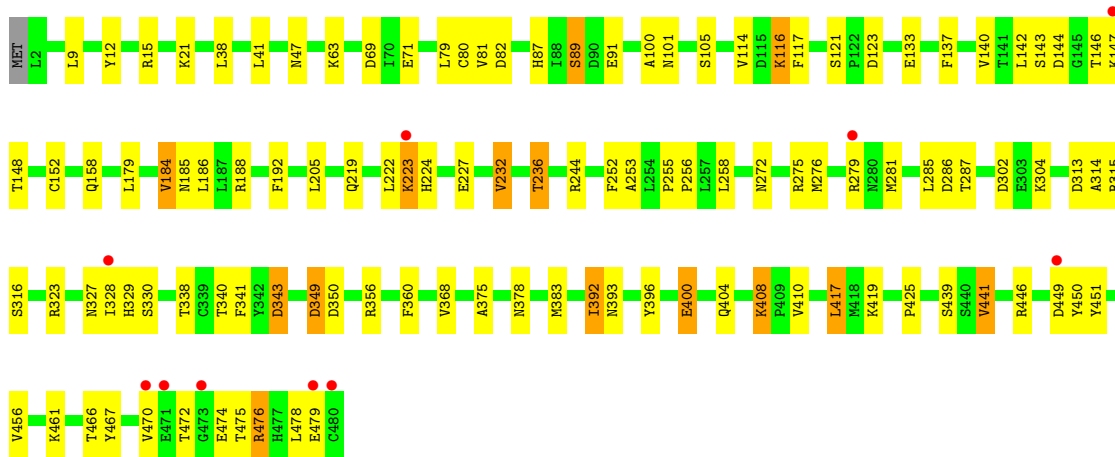 MET L2 L9 Y12 R15 K21 L38 L41 N47 K63 D69 I70 E71 L79 C80 V81 D82 H87 I88 S89 D90 E91 A100 N101 S105 V114 D115 K116 F117 S121 P122 D123 E133 F137 V140 T141 L142 S143 D144 G145 T146 K147
T148 C152 Q158 L179 V184 N185 L186 L187 R188 F192 L205 Q219 L222 K223 H224 E227 V232 T236 R244 F252 A253 L254 P255 P256 L257 L258 N272 R275 M276 R279 N280 M281 L285 D286 T287 D302 E303 K304 D313 A314 R315
S316 R323 N327 I328 H329 S330 T338 C339 T340 F341 Y342 D343 D349 D350 R356 F360 V368 A375 N378 M383 I392 N393 Y396 E400 Q404 K408 P409 V410 L417 M418 K419 P425 S439 S440 V441 R446 D449 Y450 Y451
V456 K461 T466 Y467 V470 E471 T472 G473 E474 T475 R476 H477 L478 E479 C480